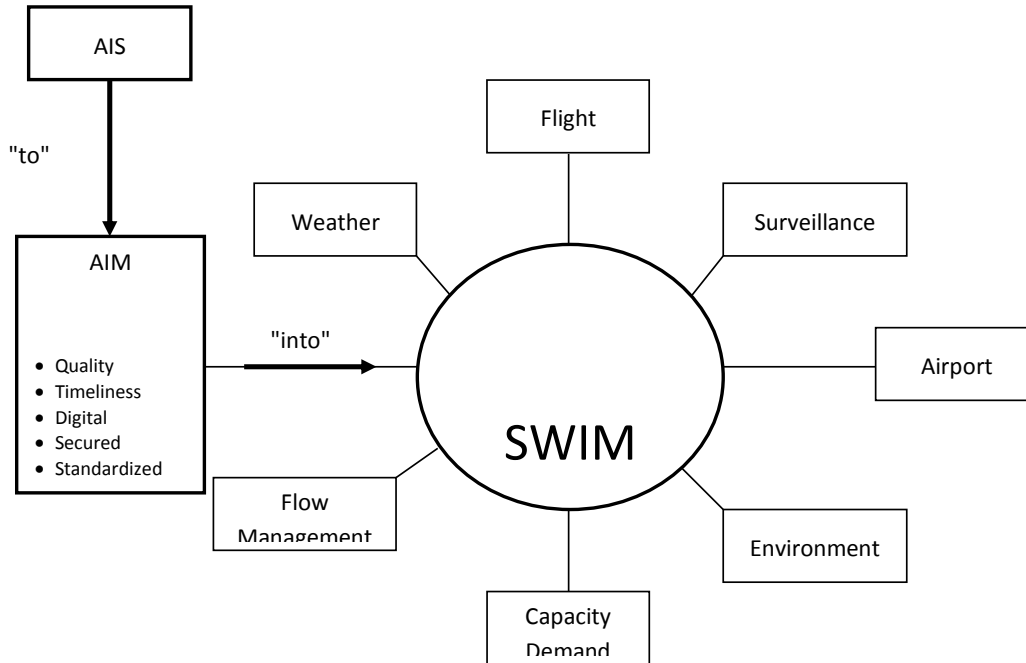 AIS
Flight
"to"
Weather
Surveillance
AIM
"into"
Airport
• Quality
• Timeliness
• Digital
• Secured
• Standardized
SWIM
Flow
Management
Environment
Capacity
Demand